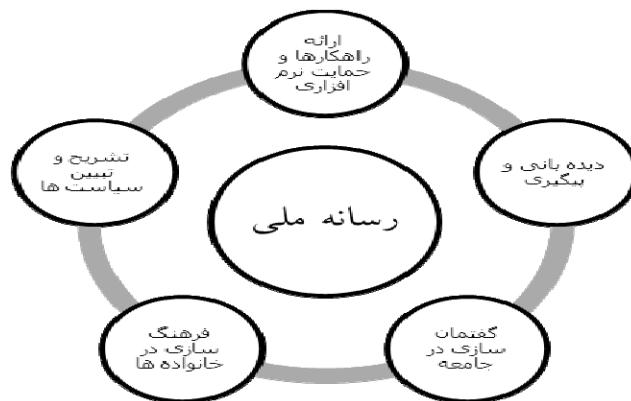 ارائه
راهکارها و
حمایت نرم
افزاری
دیده بانی و
پیگیری
گفتمان
سازی در
جامعه
فرهنگ
سازی در
خانواده ها
تشریح و
تبیین
سیاست ها
رسانه ملی